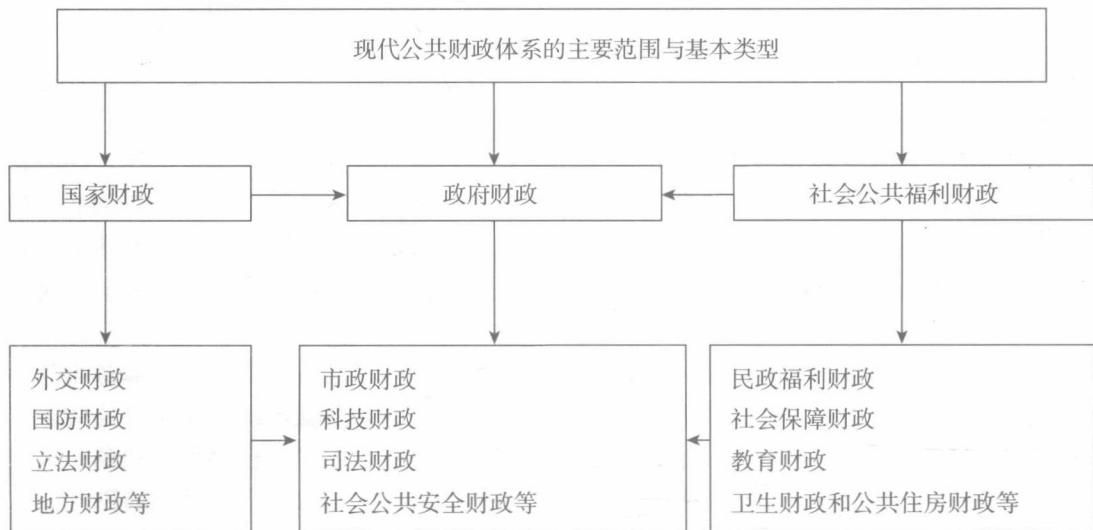 现代公共财政体系的主要范围与基本类型
国家财政
政府财政
社会公共福利财政
外交财政
国防财政
立法财政
地方财政等
市政财政
科技财政
司法财政
社会公共安全财政等
民政福利财政
社会保障财政
教育财政
卫生财政和公共住房财政等